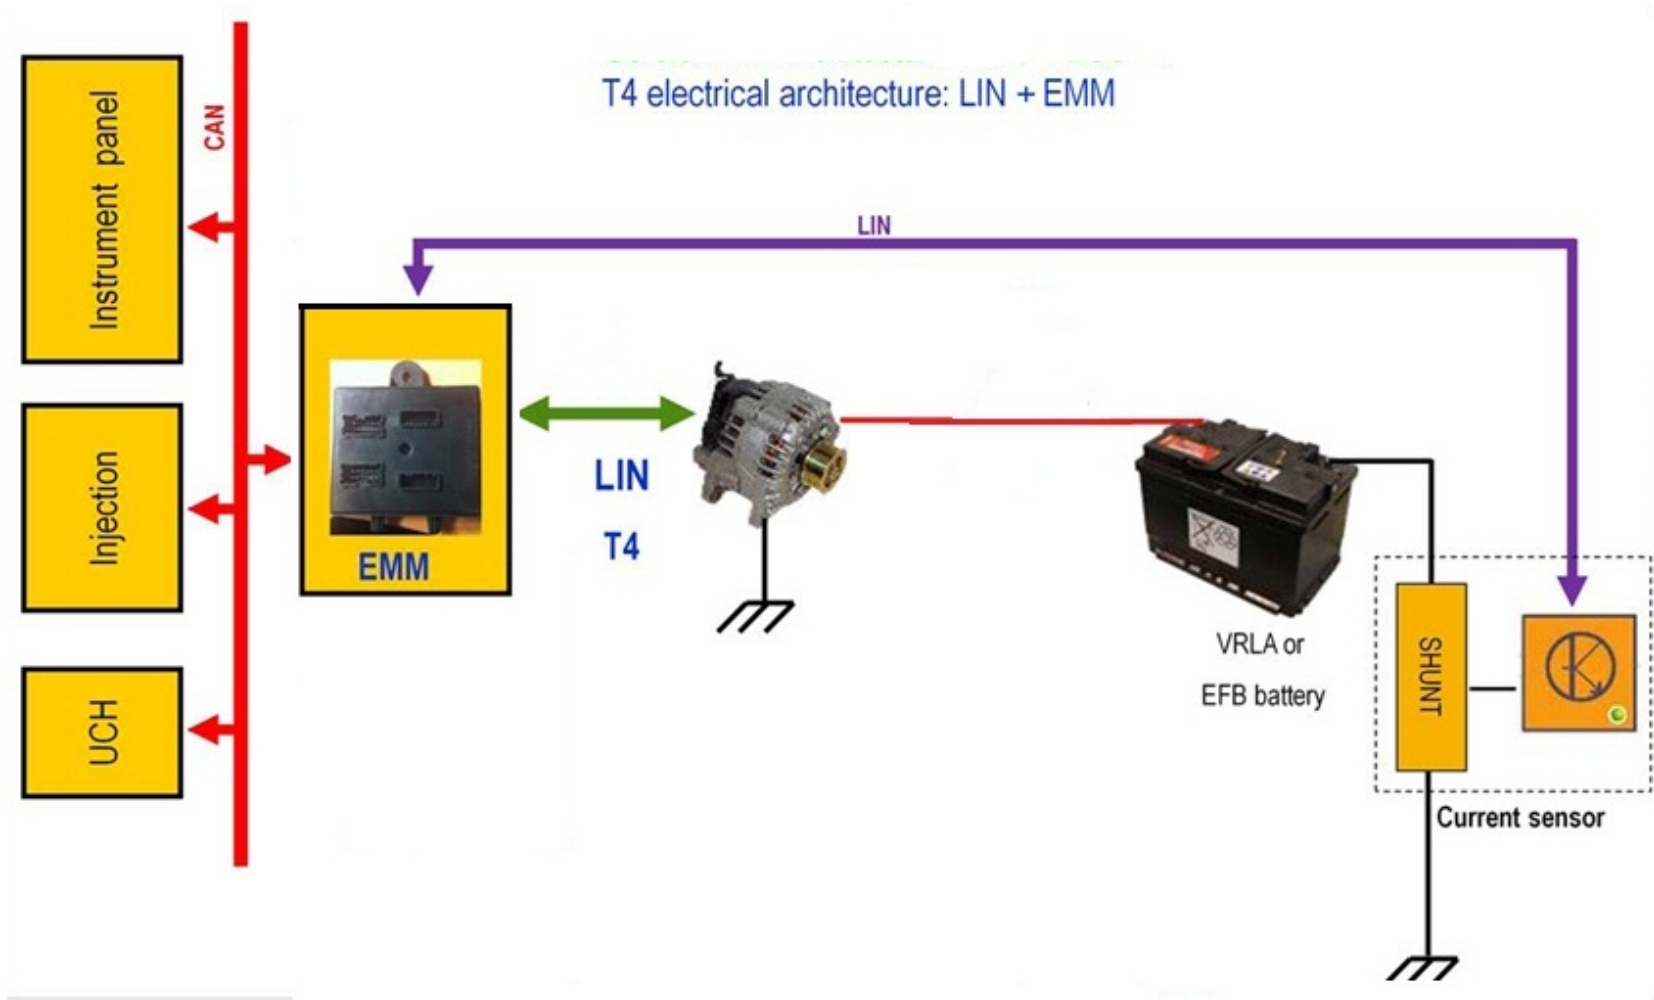 T4 electrical architecture: LIN + EMM
Instrument panel
CAN
LIN
Injection
EMM
LIN
T4
UCH
VRLA or
EFB battery
SHUNT
Current sensor